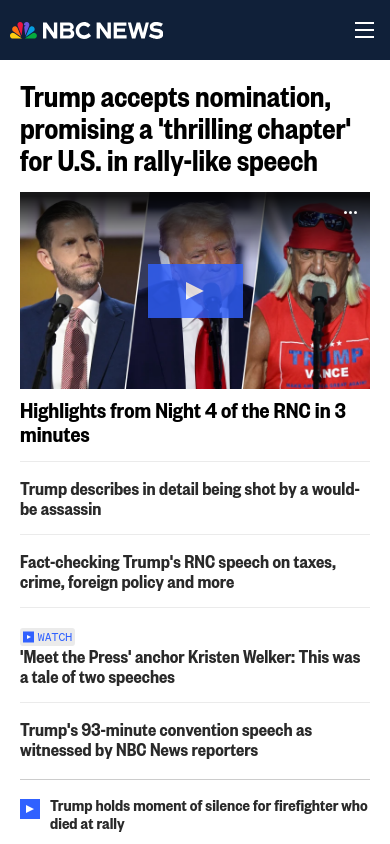 NBC NEWS
Trump accepts nomination,
promising a 'thrilling chapter'
for U.S. in rally-like speech
TRUMP
VANCE
Highlights from Night 4 of the RNC in 3
minutes
Trump describes in detail being shot by a would-
be assassin
Fact-checking Trump's RNC speech on taxes,
crime, foreign policy and more
WATCH
'Meet the Press' anchor Kristen Welker: This was
a tale of two speeches
Trump's 93-minute convention speech as
witnessed by NBC News reporters
Trump holds moment of silence for firefighter who
died at rally